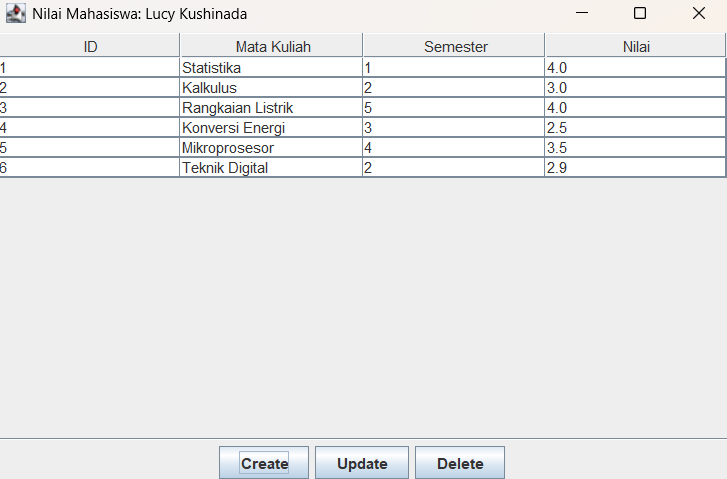 Nilai Mahasiswa: Lucy Kushinada
ID Mata Kuliah Semester Nilai
1 Statistika 1 4.0
2 Kalkulus 2 3.0
3 Rangkaian Listrik 5 4.0
4 Konversi Energi 3 2.5
5 Mikroprosesor 4 3.5
6 Teknik Digital 2 2.9
Create Update Delete